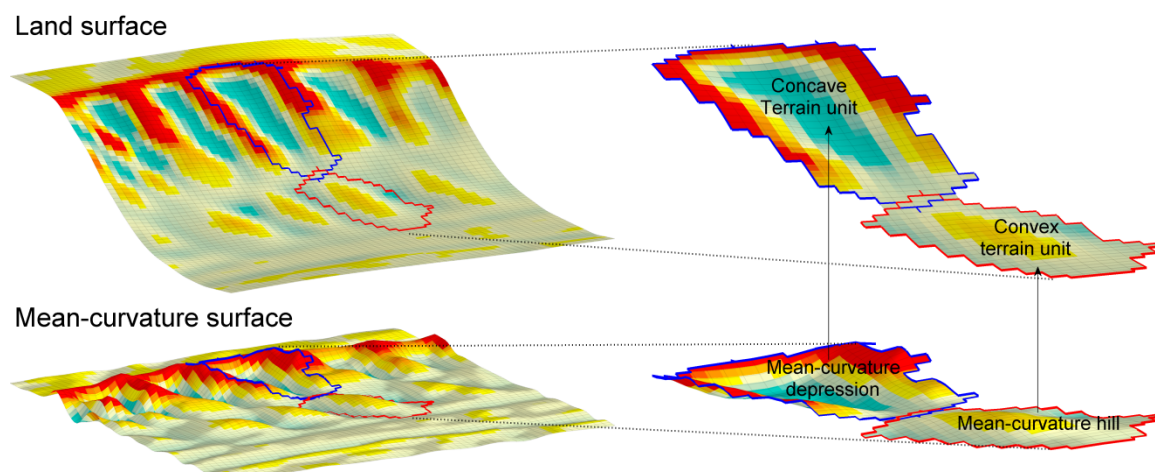 Land surface
Concave
Terrain unit
Convex
terrain unit
Mean-curvature surface
Mean-curvature
depression
Mean-curvature hill